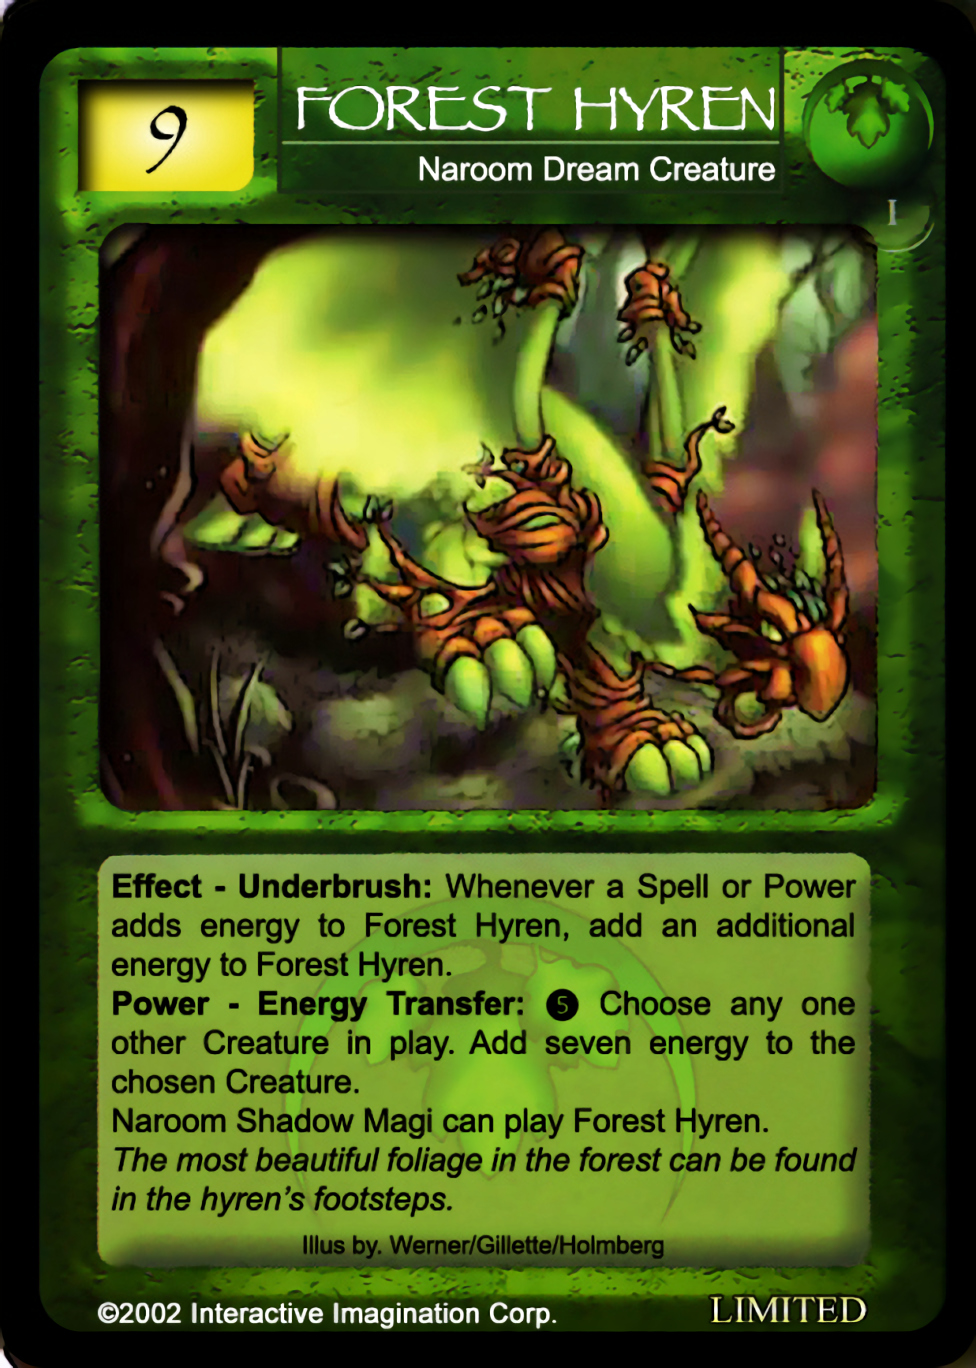 9
FOREST HYREN
Naroom Dream Creature
I
Effect - Underbrush: Whenever a Spell or Power
adds energy to Forest Hyren, add an additional
energy to Forest Hyren.
Power - Energy Transfer: 5 Choose any one
other Creature in play. Add seven energy to the
chosen Creature.
Naroom Shadow Magi can play Forest Hyren.
The most beautiful foliage in the forest can be found
in the hyren's footsteps.
Illus by. Werner/Gillette/Holmberg
©2002 Interactive Imagination Corp.
LIMITED